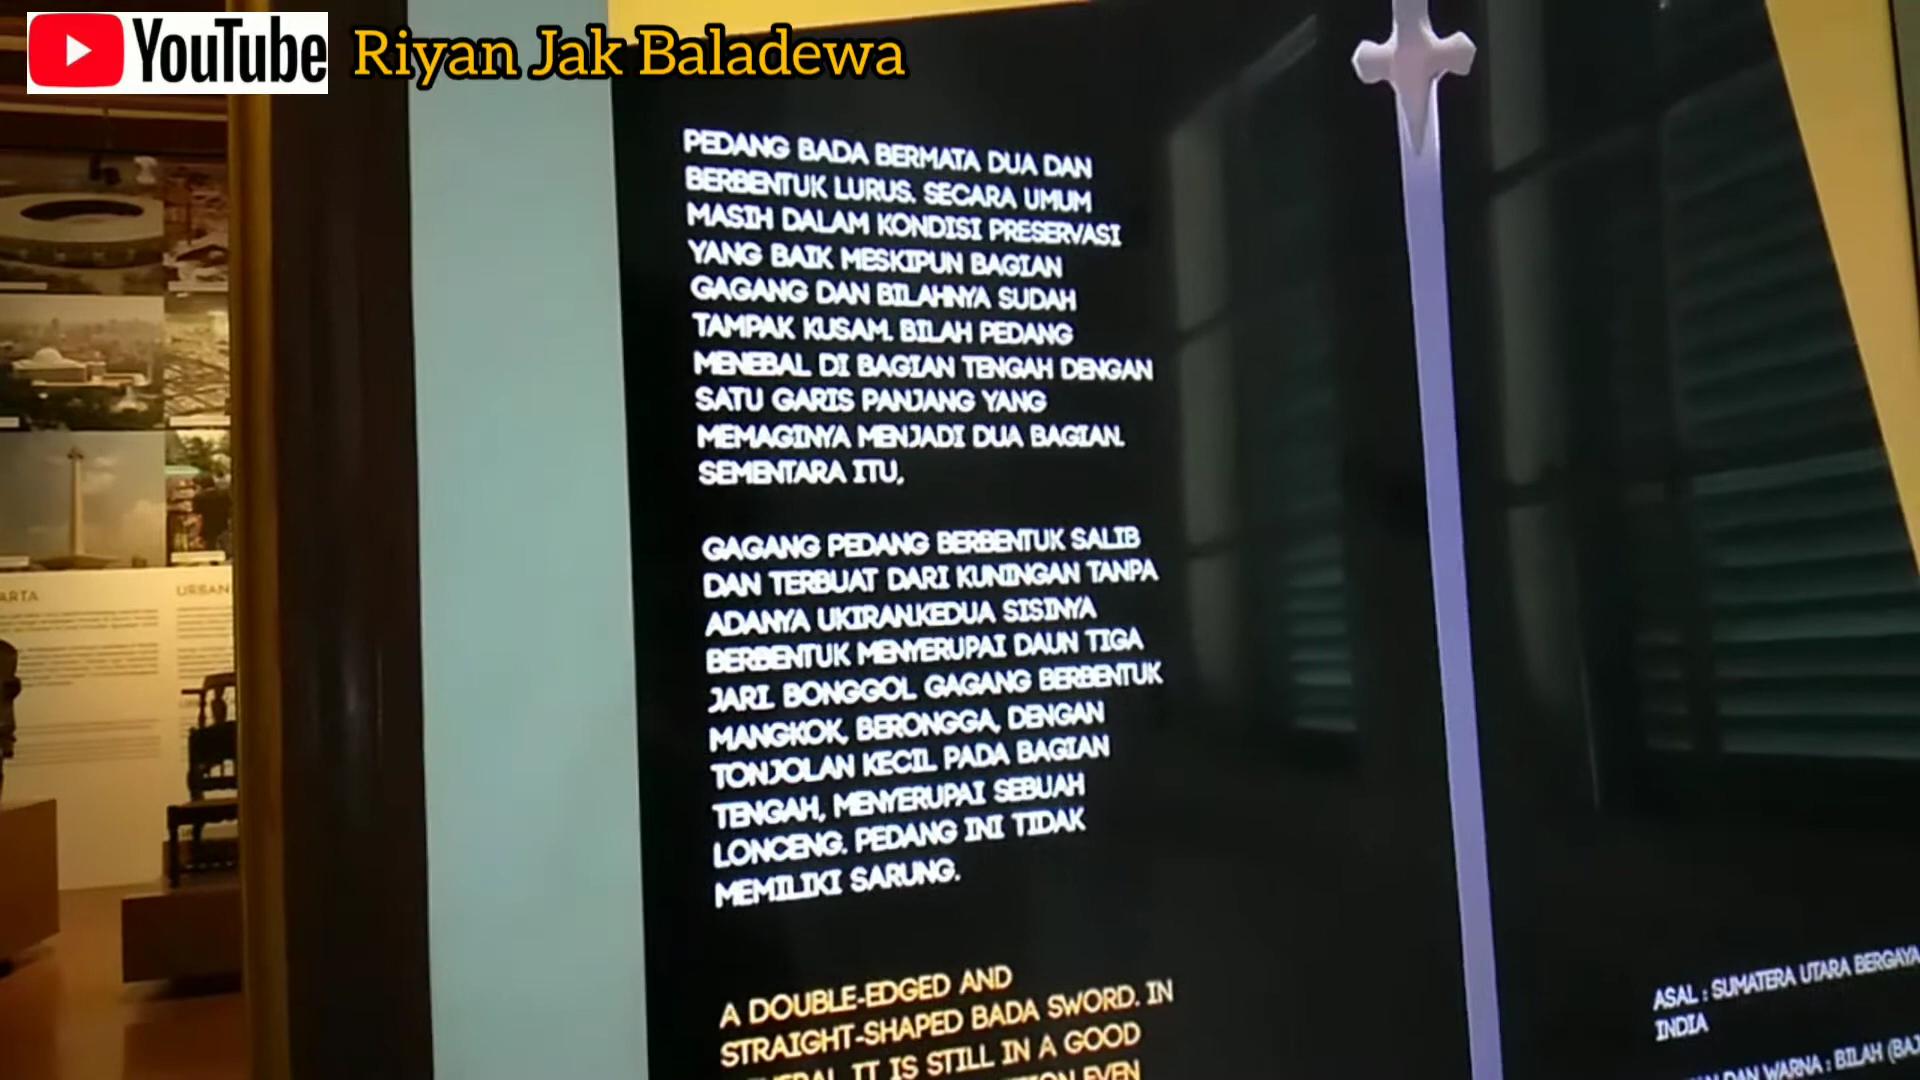 YouTube Riyan Jak Baladewa
PEDANG BADA BERMATA DUA DAN
BERBENTUK LURUS. SECARA UMUM
MASIH DALAM KONDISI PRESERVASI
YANG BAIK MESKIPUN BAGIAN
GAGANG DAN BILAHNYA SUDAH
TAMPAK KUSAM. BILAH PEDANG
MENEBAL DI BAGIAN TENGAH DENGAN
SATU GARIS PANJANG YANG
MEMAGINYA MENJADI DUA BAGIAN.
SEMENTARA ITU,
GAGANG PEDANG BERBENTUK SALIB
DAN TERBUAT DARI KUNINGAN TANPA
ADANYA UKIRAN.KEDUA SISINYA
BERBENTUK MENYERUPAI DAUN TIGA
JARI. BONGGOL GAGANG BERBENTUK
MANGKOK, BERONGGA, DENGAN
TONJOLAN KECIL PADA BAGIAN
TENGAH, MENYERUPAI SEBUAH
LONCENG. PEDANG INI TIDAK
MEMILIKI SARUNG.
A DOUBLE-EDGED AND
STRAIGHT-SHAPED BADA SWORD. IN
IT IS STILL IN A GOOD
EVEN
ASAL : SUMATERA UTARA BERGAYA
INDIA
DAN WARNA : BILAH
URBAN